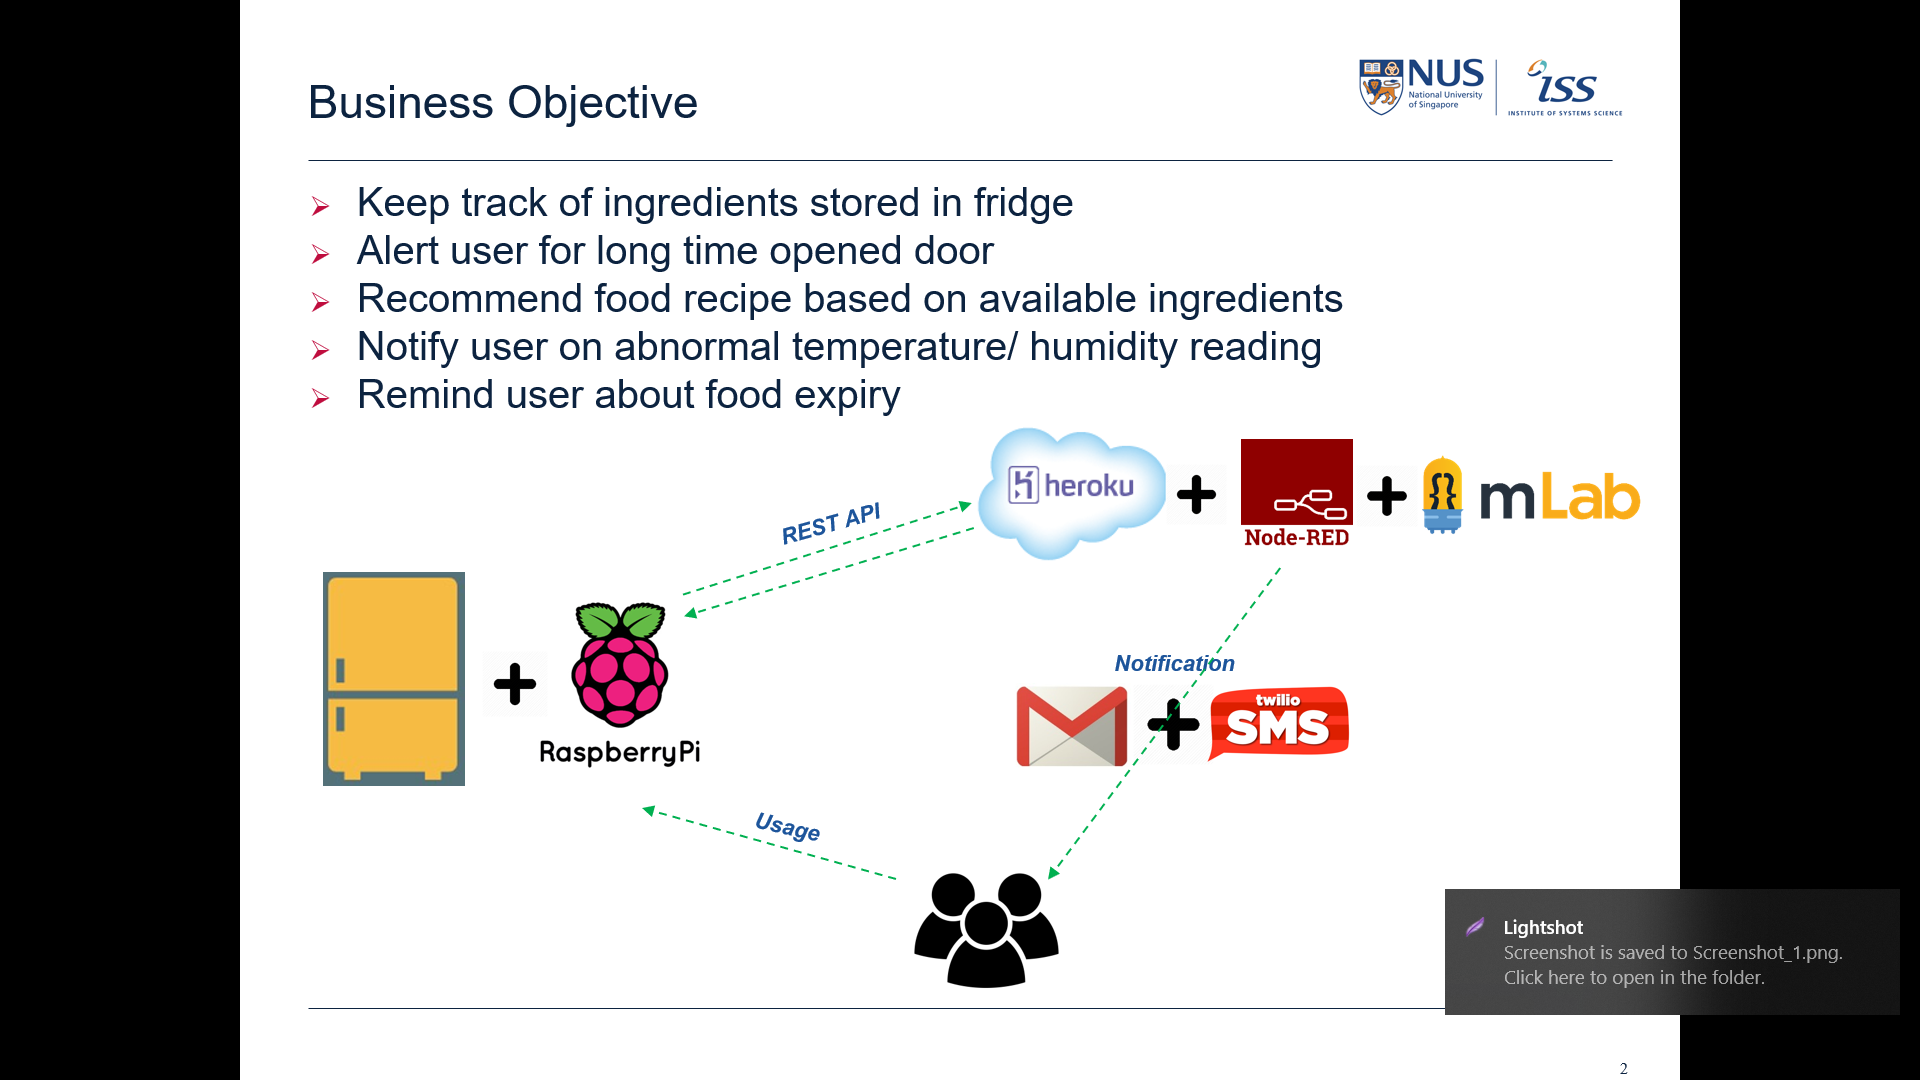 Business Objective
NUS
National University
of Singapore
ISS
INSTITUTE OF SYSTEMS SCIENCE
Keep track of ingredients stored in fridge
Alert user for long time opened door
Recommend food recipe based on available ingredients
Notify user on abnormal temperature/ humidity reading
Remind user about food expiry
heroku
Node-RED
mLab
REST API
RaspberryPi
Notification
twilio
SMS
Usage
Lightshot
Screenshot is saved to Screenshot_1.png.
Click here to open in the folder.
2